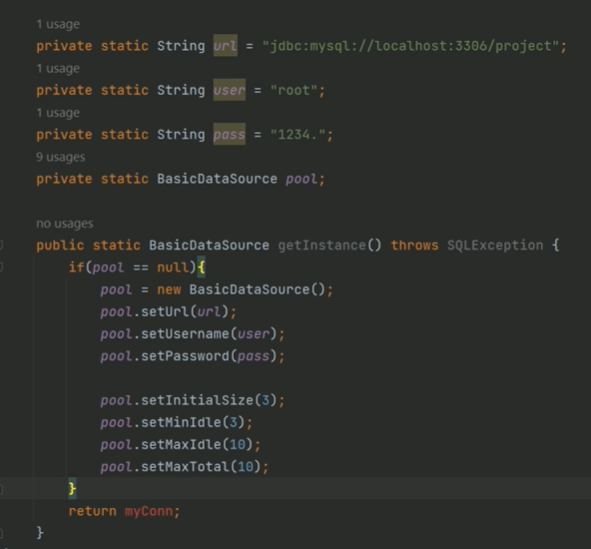 1 usage
private static String url = "jdbc:mysql://localhost:3306/project";
1 usage
private static String user = "root";
1 usage
private static String pass = "1234.";
9 usages
private static BasicDataSource pool;
no usages
public static BasicDataSource getInstance() throws SQLException {
if(pool == null){
pool = new BasicDataSource();
pool.setUrl(url);
pool.setUsername(user);
pool.setPassword(pass);
pool.setInitialSize(3);
pool.setMinIdle(3);
pool.setMaxIdle(10);
pool.setMaxTotal(10);
}
return myConn;
}